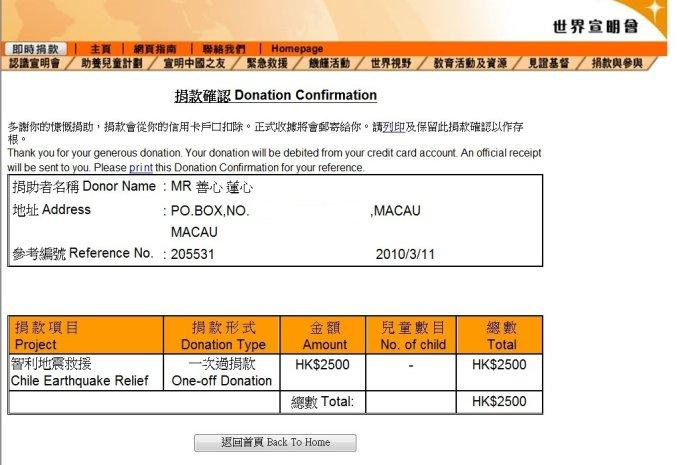 世界宣明會
即時捐款 | 主頁 | 網頁指南 | 聯絡我們 | Homepage
認識宣明會 / 助養兒童計劃 / 宣明中國之友 / 緊急救援 / 饑饉活動 / 世界視野 / 教育活動及資源 / 見證基督 / 捐款與參與
捐款確認 Donation Confirmation
多謝你的慷慨捐助，捐款會從你的信用卡戶口扣除。正式收據將會郵寄給你。請列印及保留此捐款確認以作存
根。
Thank you for your generous donation. Your donation will be debited from your credit card account. An official receipt
will be sent to you. Please print this Donation Confirmation for your reference.
捐助者名稱 Donor Name : MR 善心 蓮心
地址 Address : PO.BOX,NO. ,MACAU
MACAU
參考編號 Reference No. : 205531 2010/3/11
捐款項目 捐款形式 金額 兒童數目 總數
Project Donation Type Amount No. of child Total
智利地震救援 一次過捐款 HK$2500 - HK$2500
Chile Earthquake Relief One-off Donation
總數 Total: HK$2500
返回首頁 Back To Home